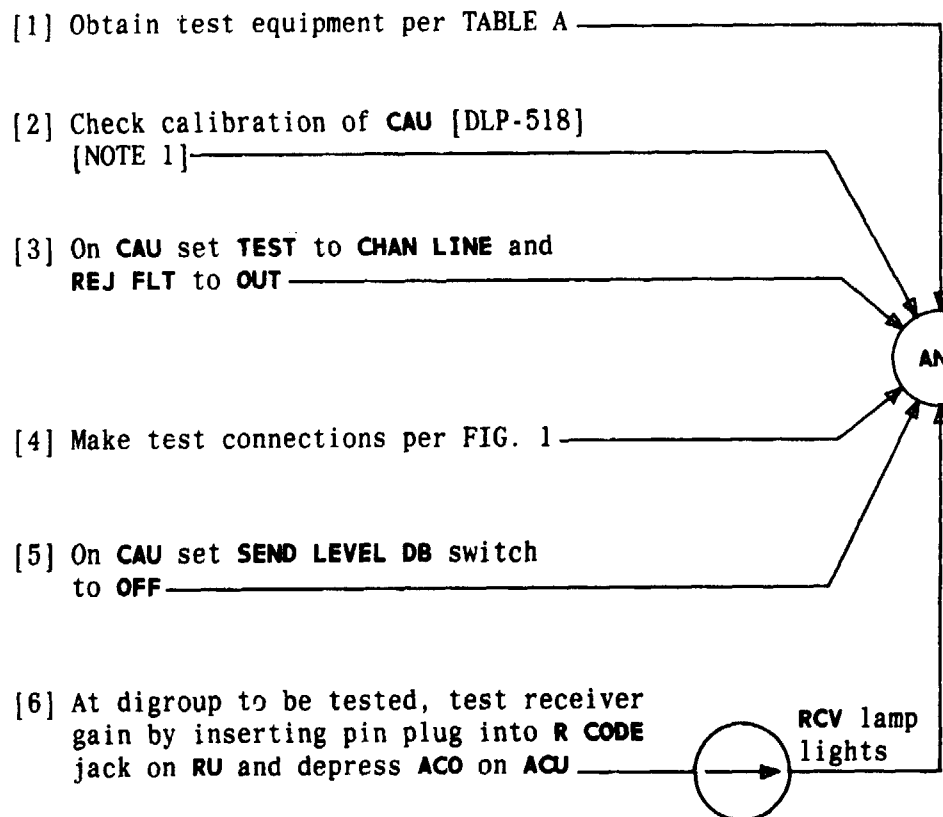 [1] Obtain test equipment per TABLE A
[2] Check calibration of CAU [DLP-518]
[NOTE 1]
[3] On CAU set TEST to CHAN LINE and
REJ FLT to OUT
AN
[4] Make test connections per FIG. 1
[5] On CAU set SEND LEVEL DB switch
to OFF
[6] At digroup to be tested, test receiver
gain by inserting pin plug into R CODE
jack on RU and depress ACO on ACU
RCV lamp
lights